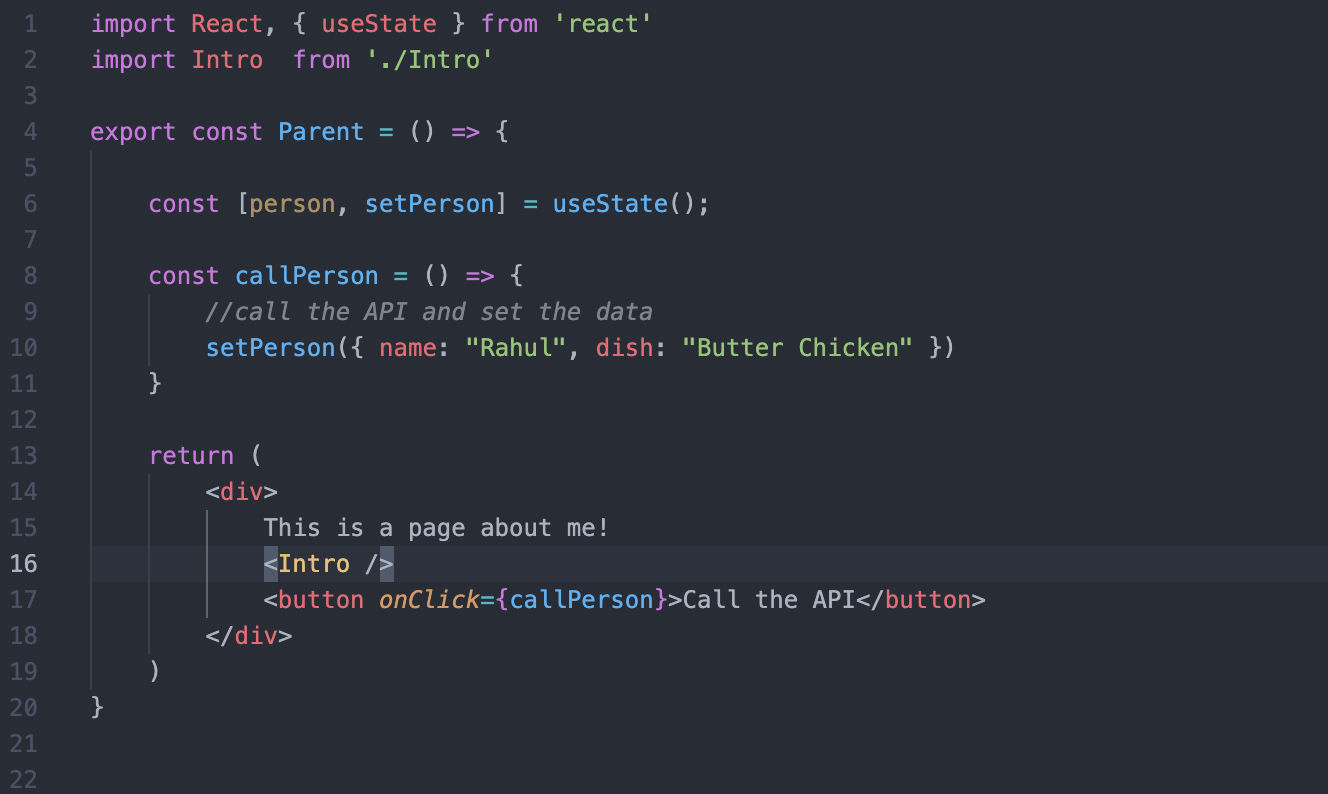 1 import React, { useState } from 'react'
2 import Intro  from './Intro'
3
4 export const Parent = () => {
5
6     const [person, setPerson] = useState();
7
8     const callPerson = () => {
9         //call the API and set the data
10         setPerson({ name: "Rahul", dish: "Butter Chicken" })
11     }
12
13     return (
14         <div>
15             This is a page about me!
16             <Intro />
17             <button onClick={callPerson}>Call the API</button>
18         </div>
19     )
20 }
21
22